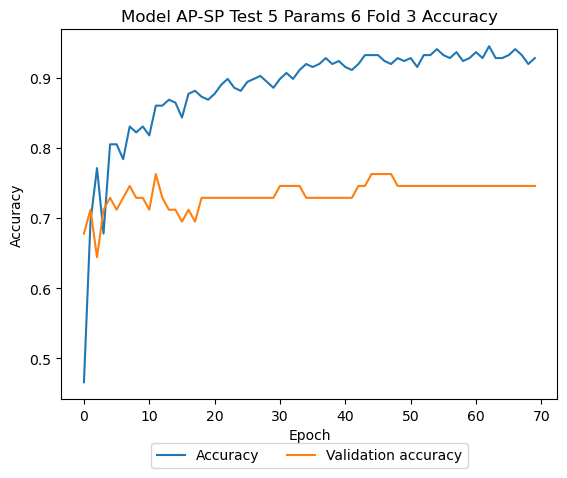 Model AP-SP Test 5 Params 6 Fold 3 Accuracy
Accuracy
0.9
0.8
0.7
0.6
0.5
0 10 20 30 40 50 60 70
Epoch
Accuracy Validation accuracy